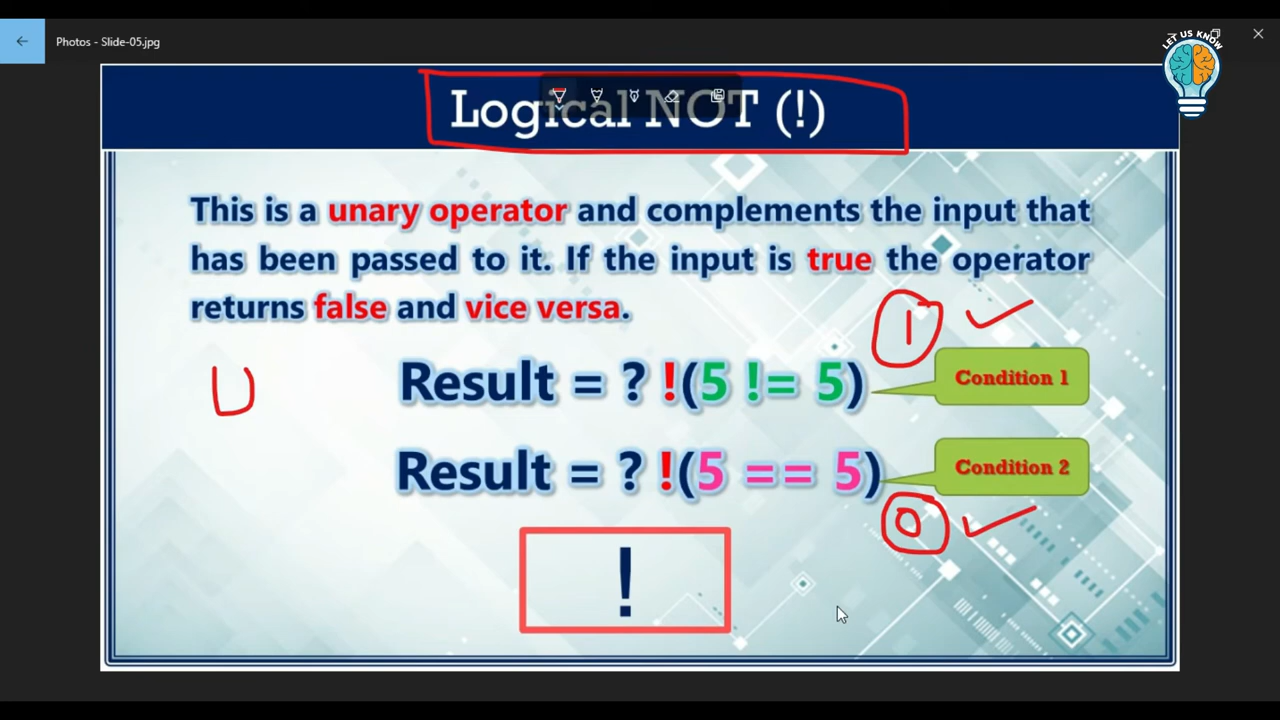 Photos - Slide-05.jpg
LET US KNOW
Logical NOT (!)
This is a unary operator and complements the input that
has been passed to it. If the input is true the operator
returns false and vice versa.
1
Result = ? !(5 != 5)
Condition 1
U
Result = ? !(5 == 5)
Condition 2
0
!